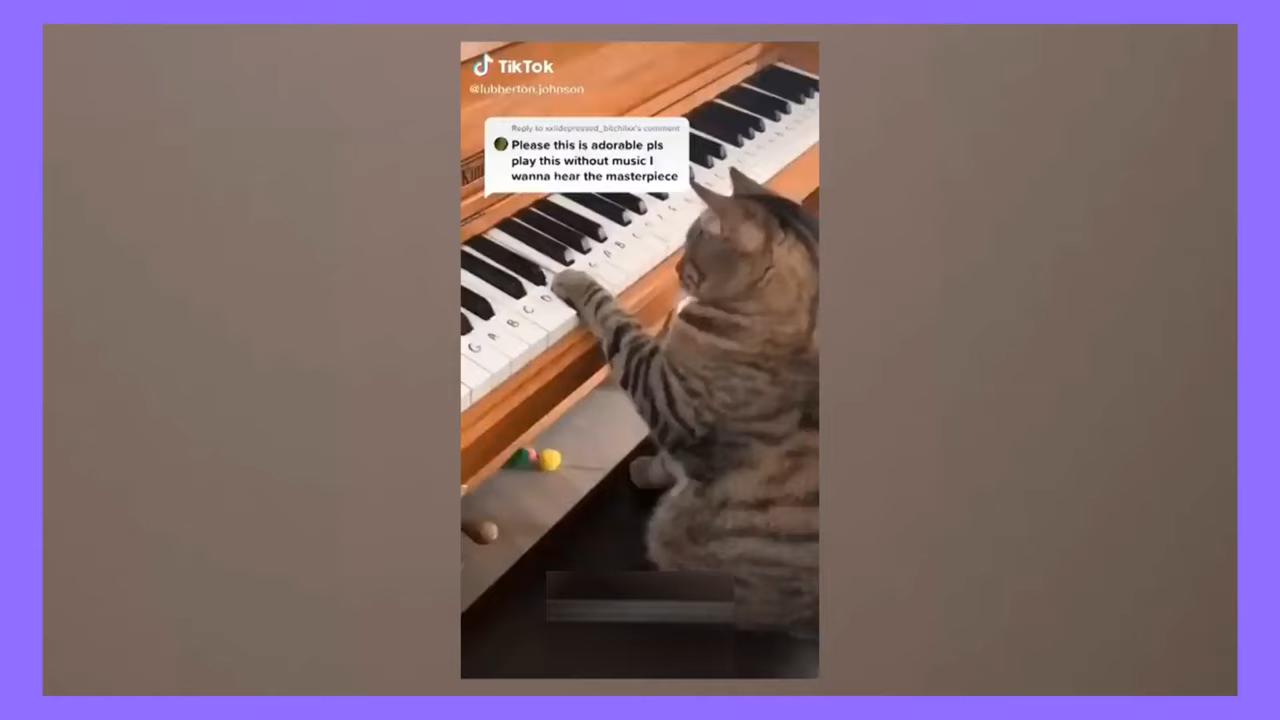 TikTok
@lubberton.johnson
Please this is adorable pls
play this without music I
wanna hear the masterpiece
G A B C D
G A B C